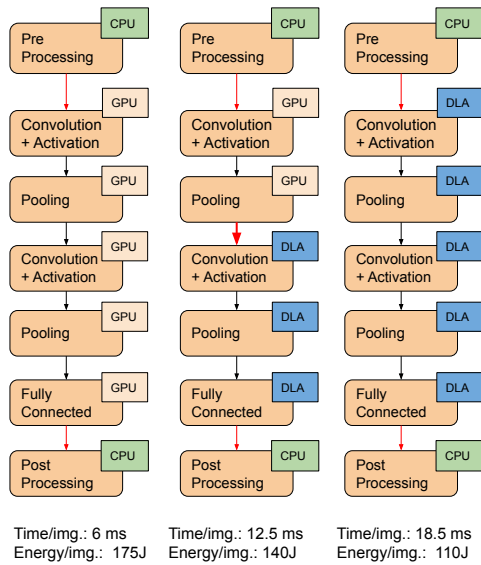 CPU
Pre
Processing
GPU
Convolution
+ Activation
GPU
Pooling
GPU
Convolution
+ Activation
GPU
Pooling
GPU
Fully
Connected
CPU
Post
Processing
Time/img.: 6 ms
Energy/img.: 175J
CPU
Pre
Processing
GPU
Convolution
+ Activation
GPU
Pooling
DLA
Convolution
+ Activation
DLA
Pooling
DLA
Fully
Connected
CPU
Post
Processing
Time/img.: 12.5 ms
Energy/img.: 140J
CPU
Pre
Processing
DLA
Convolution
+ Activation
DLA
Pooling
DLA
Convolution
+ Activation
DLA
Pooling
DLA
Fully
Connected
CPU
Post
Processing
Time/img.: 18.5 ms
Energy/img.: 110J